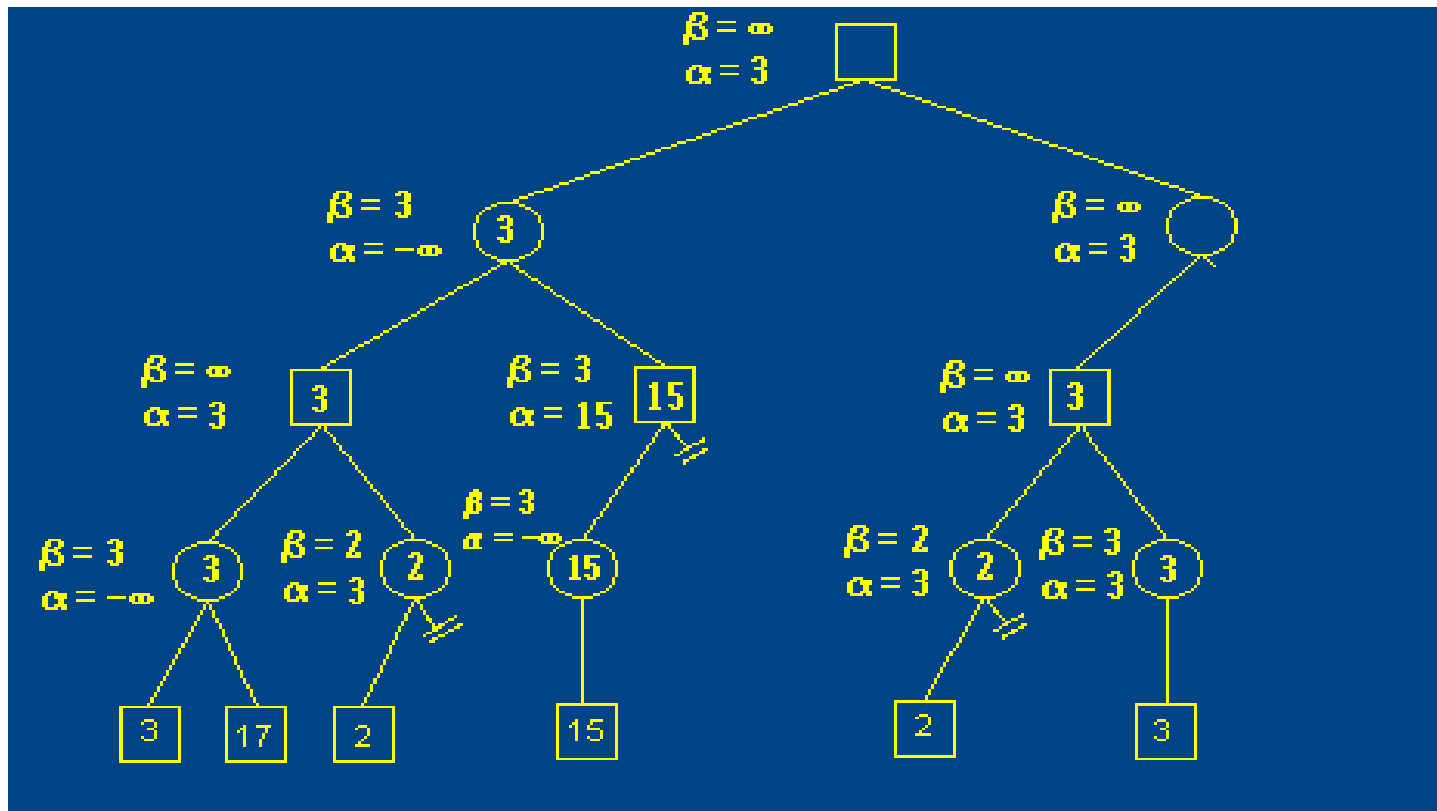 β = ∞
α = 3
β = 3
α = −∞
3
β = ∞
α = 3
β = ∞
α = 3
3
β = 3
α = 15
15
β = ∞
α = 3
3
β = 3
α = −∞
3
β = 2
α = 3
2
β = 3
α = −∞
15
β = 2
α = 3
2
β = 3
α = 3
3
3
17
2
15
2
3